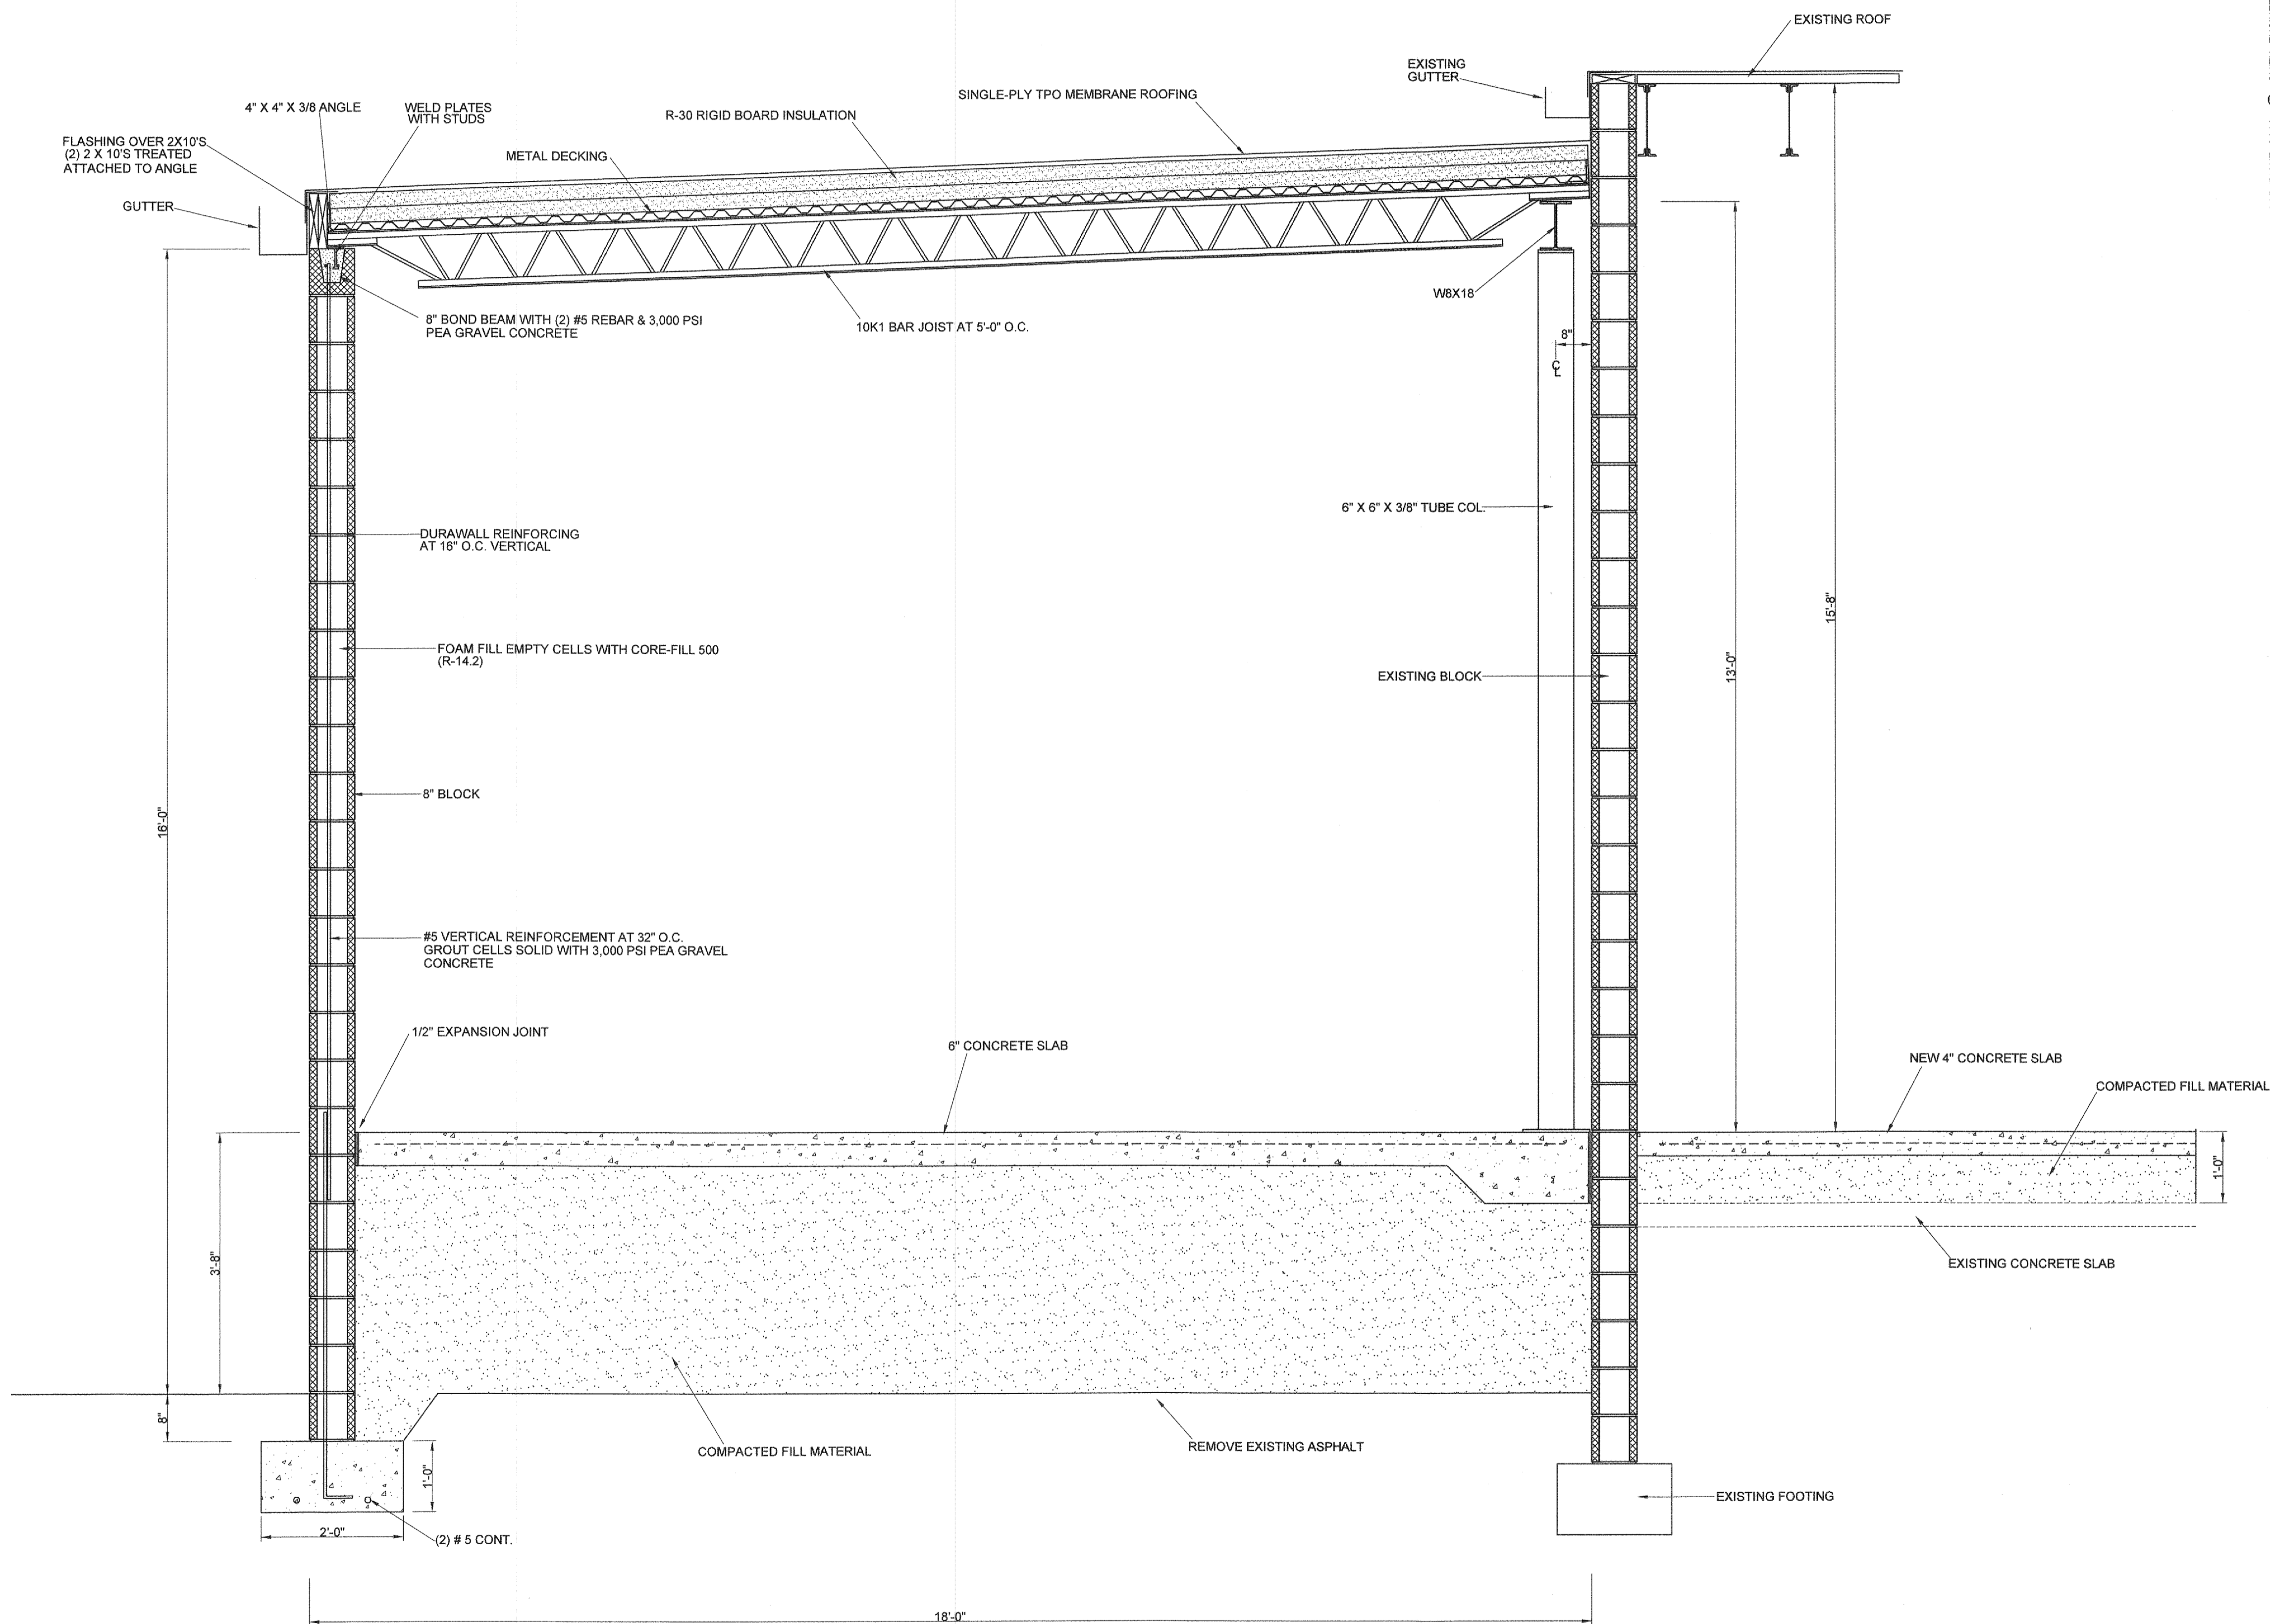 EXISTING ROOF
EXISTING
GUTTER
SINGLE-PLY TPO MEMBRANE ROOFING
4" X 4" X 3/8 ANGLE
WELD PLATES
WITH STUDS
R-30 RIGID BOARD INSULATION
FLASHING OVER 2X10'S
(2) 2 X 10'S TREATED
ATTACHED TO ANGLE
METAL DECKING
GUTTER
W8X18
8" BOND BEAM WITH (2) #5 REBAR & 3,000 PSI
PEA GRAVEL CONCRETE
10K1 BAR JOIST AT 5'-0" O.C.
8"
CL
6" X 6" X 3/8" TUBE COL.
DURAWALL REINFORCING
AT 16" O.C. VERTICAL
15'-8"
FOAM FILL EMPTY CELLS WITH CORE-FILL 500
(R-14.2)
13'-0"
EXISTING BLOCK
8" BLOCK
16'-0"
#5 VERTICAL REINFORCEMENT AT 32" O.C.
GROUT CELLS SOLID WITH 3,000 PSI PEA GRAVEL
CONCRETE
1/2" EXPANSION JOINT
6" CONCRETE SLAB
NEW 4" CONCRETE SLAB
COMPACTED FILL MATERIAL
1'-0"
3'-8"
EXISTING CONCRETE SLAB
8"
COMPACTED FILL MATERIAL
REMOVE EXISTING ASPHALT
1'-0"
EXISTING FOOTING
2'-0"
(2) # 5 CONT.
18'-0"